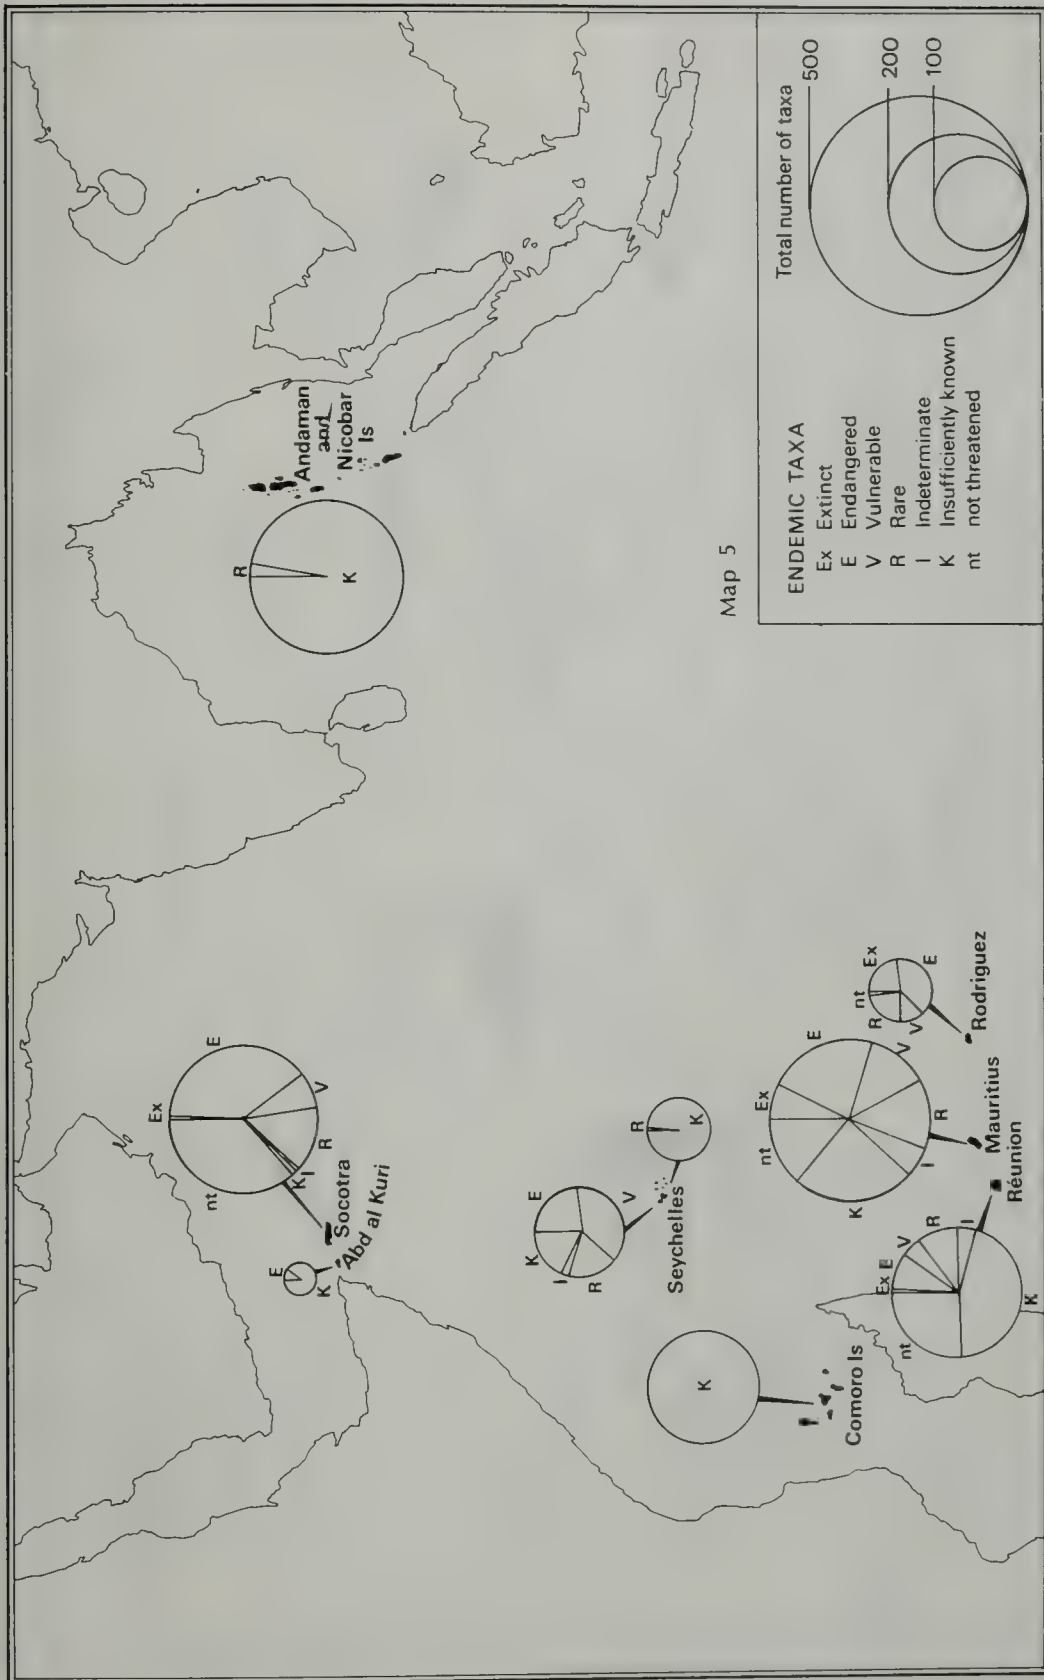 Andaman
and
Nicobar
Is
R
K
Ex
E
V
R
I
K
nt
Socotra
Abd al Kuri
E
K
R
K
E
V
R
I
K
Seychelles
K
Comoro Is
Ex
E
V
R
I
K
nt
Mauritius
nt
Ex
E
V
R
Rodriguez
Ex
E
V
R
I
K
nt
Réunion
Map 5
ENDEMIC TAXA
Ex Extinct
E Endangered
V Vulnerable
R Rare
I Indeterminate
K Insufficiently known
nt not threatened
Total number of taxa
500
200
100